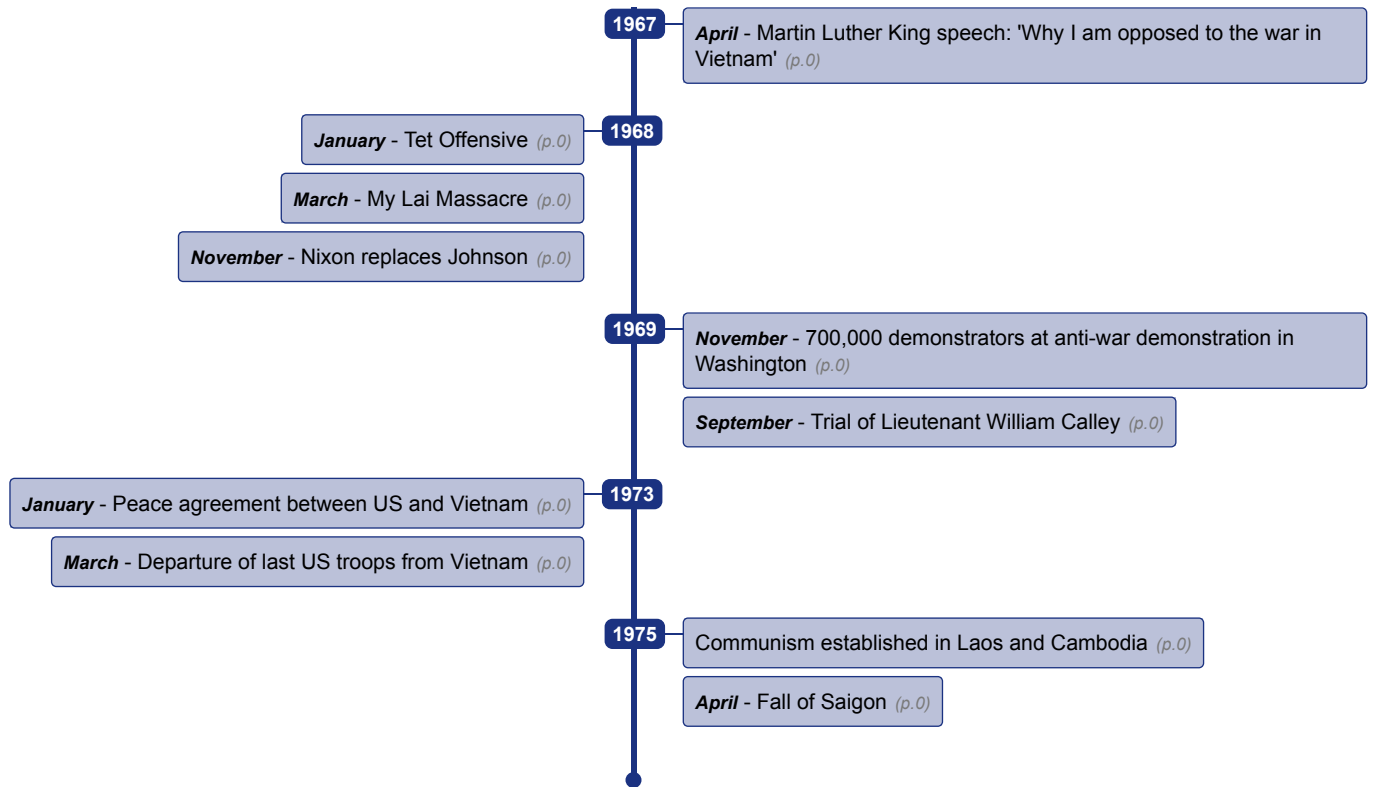 1967
April - Martin Luther King speech: 'Why I am opposed to the war in
Vietnam' (p.0)
1968
January - Tet Offensive (p.0)
March - My Lai Massacre (p.0)
November - Nixon replaces Johnson (p.0)
1969
November - 700,000 demonstrators at anti-war demonstration in
Washington (p.0)
September - Trial of Lieutenant William Calley (p.0)
1973
January - Peace agreement between US and Vietnam (p.0)
March - Departure of last US troops from Vietnam (p.0)
1975
Communism established in Laos and Cambodia (p.0)
April - Fall of Saigon (p.0)